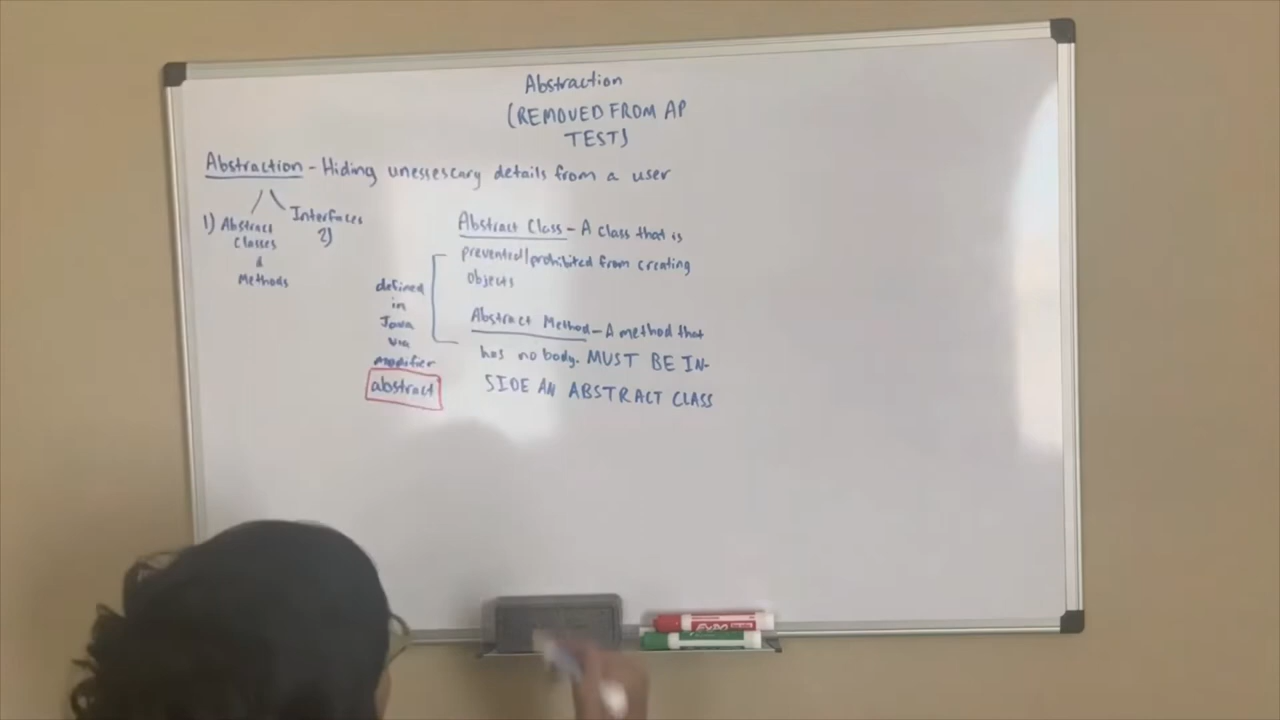 Abstraction
(REMOVED FROM AP
TEST)
Abstraction - Hiding unessescary details from a user
1) Abstract
Classes
&
Methods
Interfaces
2)
Abstract Class - A class that is
prevented/prohibited from creating
objects
defined
in
Java
via
modifier
abstract
Abstract Method - A method that
has no body. MUST BE IN-
SIDE AN ABSTRACT CLASS
EXPO